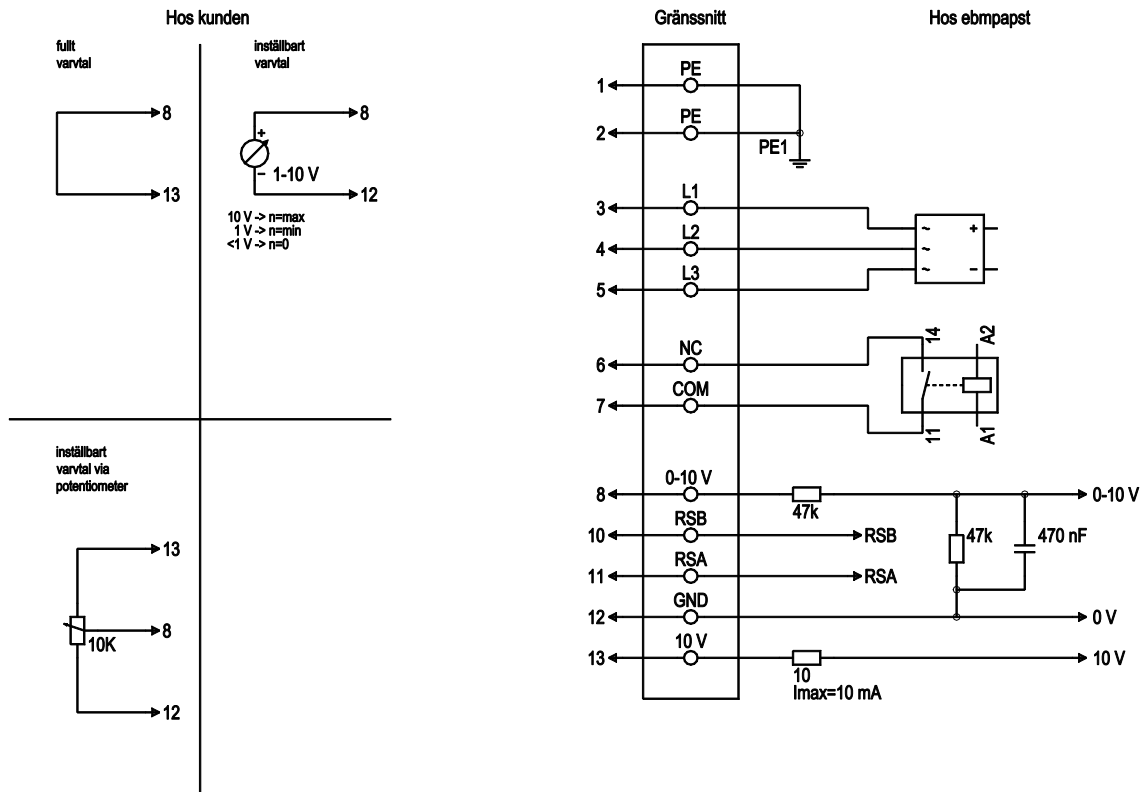 Hos kunden
Gränssnitt
Hos ebmpapst
fullt
varvtal
8
13
inställbart
varvtal
8
+
–
1-10 V
12
10 V -> n=max
1 V -> n=min
<1 V -> n=0
inställbart
varvtal via
potentiometer
13
8
10K
12
1
PE
2
PE
PE1
3
L1
4
L2
5
L3
~
~
~
+
–
6
NC
7
COM
14
11
A2
A1
8
0-10 V
47k
0-10 V
10
RSB
RSB
47k
470 nF
11
RSA
RSA
12
GND
0 V
13
10 V
10
Imax=10 mA
10 V